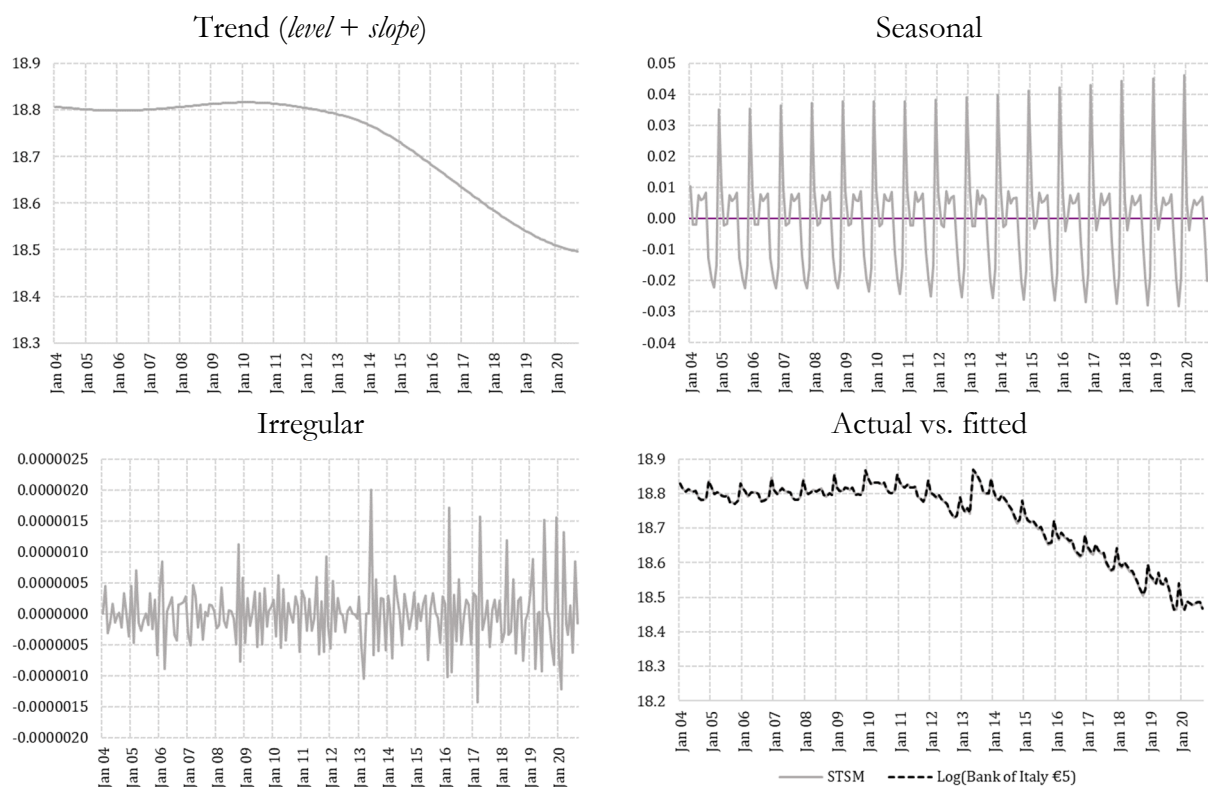 Trend (level + slope)
18.9
18.8
18.7
18.6
18.5
18.4
18.3
Jan 04
Jan 05
Jan 06
Jan 07
Jan 08
Jan 09
Jan 10
Jan 11
Jan 12
Jan 13
Jan 14
Jan 15
Jan 16
Jan 17
Jan 18
Jan 19
Jan 20
Seasonal
0.05
0.04
0.03
0.02
0.01
0.00
-0.01
-0.02
-0.03
-0.04
Jan 04
Jan 05
Jan 06
Jan 07
Jan 08
Jan 09
Jan 10
Jan 11
Jan 12
Jan 13
Jan 14
Jan 15
Jan 16
Jan 17
Jan 18
Jan 19
Jan 20
Irregular
0.0000025
0.0000020
0.0000015
0.0000010
0.0000005
0.0000000
-0.0000005
-0.0000010
-0.0000015
-0.0000020
Jan 04
Jan 05
Jan 06
Jan 07
Jan 08
Jan 09
Jan 10
Jan 11
Jan 12
Jan 13
Jan 14
Jan 15
Jan 16
Jan 17
Jan 18
Jan 19
Jan 20
Actual vs. fitted
18.9
18.8
18.7
18.6
18.5
18.4
18.3
18.2
Jan 04
Jan 05
Jan 06
Jan 07
Jan 08
Jan 09
Jan 10
Jan 11
Jan 12
Jan 13
Jan 14
Jan 15
Jan 16
Jan 17
Jan 18
Jan 19
Jan 20
STSM
Log(Bank of Italy €5)